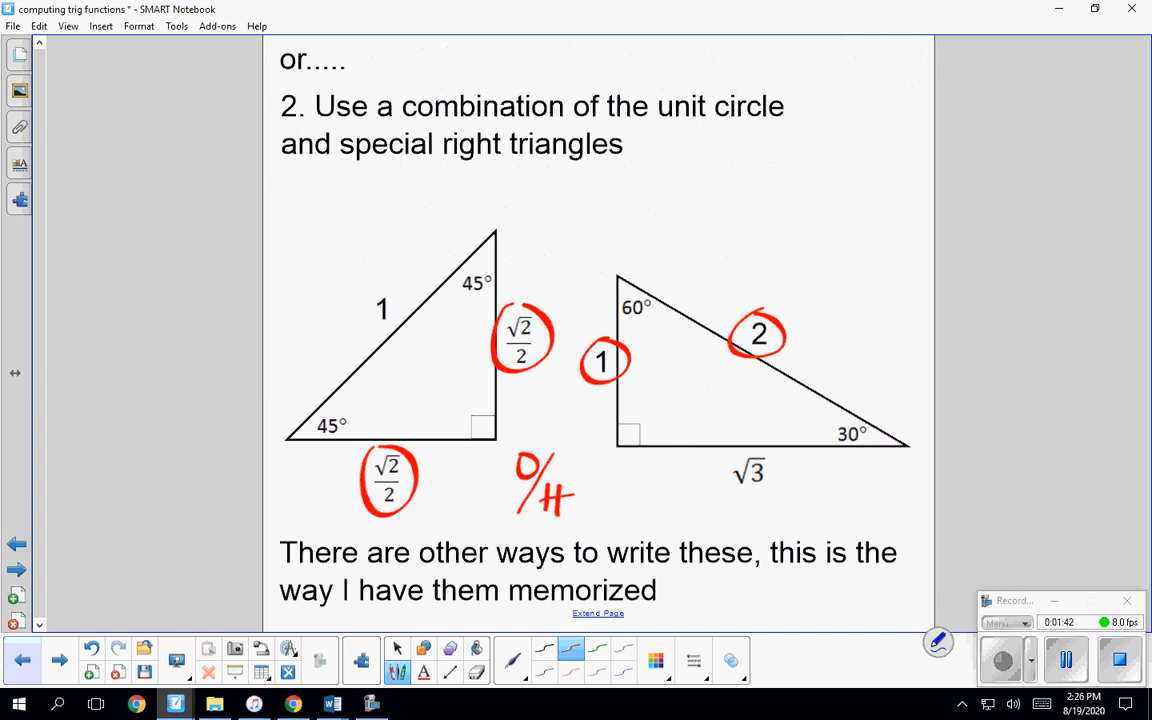 computing trig functions * - SMART Notebook
File Edit View Insert Format Tools Add-ons Help
or.....
2. Use a combination of the unit circle
and special right triangles
45°
1
√2
2
45°
√2
2
60°
2
1
30°
√3
O/H
There are other ways to write these, this is the
way I have them memorized
Extend Page
Record...
Menu
0:01:42
8.0 fps
2:26 PM
8/19/2020